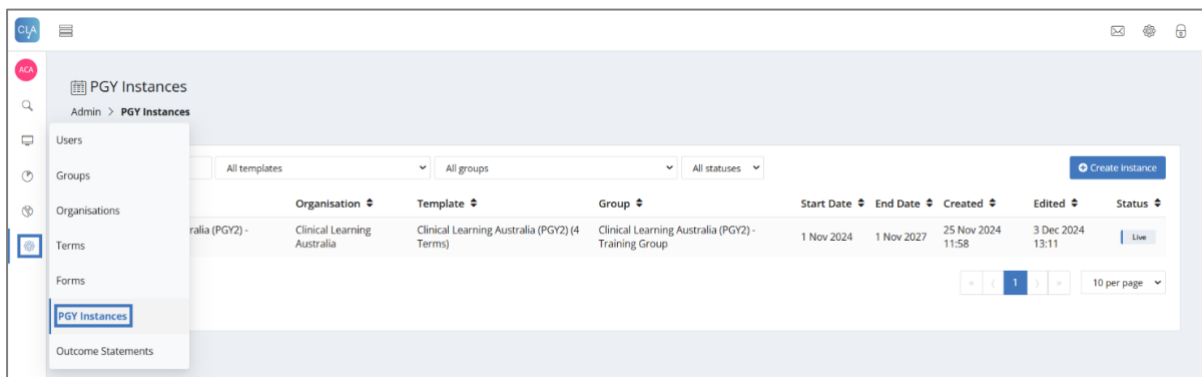 CLA
ACA
PGY Instances
Admin > PGY Instances
Users
Groups
Organisations
Terms
Forms
PGY Instances
Outcome Statements
All templates
All groups
All statuses
Create Instance
Organisation
Template
Group
Start Date
End Date
Created
Edited
Status
ralia (PGY2) -
Clinical Learning
Australia
Clinical Learning Australia (PGY2) (4
Terms)
Clinical Learning Australia (PGY2) -
Training Group
1 Nov 2024
1 Nov 2027
25 Nov 2024
11:58
3 Dec 2024
13:11
Live
« ‹ 1 › »
10 per page